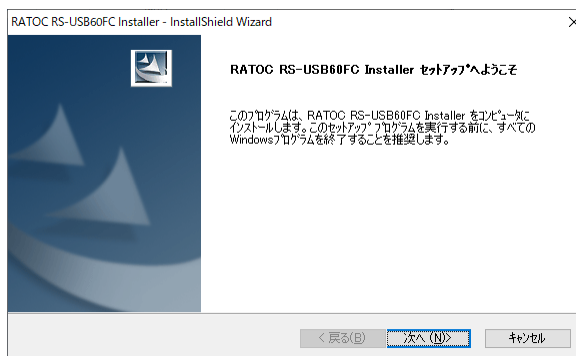 RATOC RS-USB60FC Installer - InstallShield Wizard
RATOC RS-USB60FC Installer ｾｯﾄｱｯﾌﾟへようこそ
このﾌﾟﾛｸﾞﾗﾑは、RATOC RS-USB60FC Installer をｺﾝﾋﾟｭｰﾀに
ｲﾝｽﾄｰﾙします。このｾｯﾄｱｯﾌﾟ ﾌﾟﾛｸﾞﾗﾑを実行する前に、すべての
Windowsﾌﾟﾛｸﾞﾗﾑを終了することを推奨します。
< 戻る(B)
次へ (N)>
ｷｬﾝｾﾙ